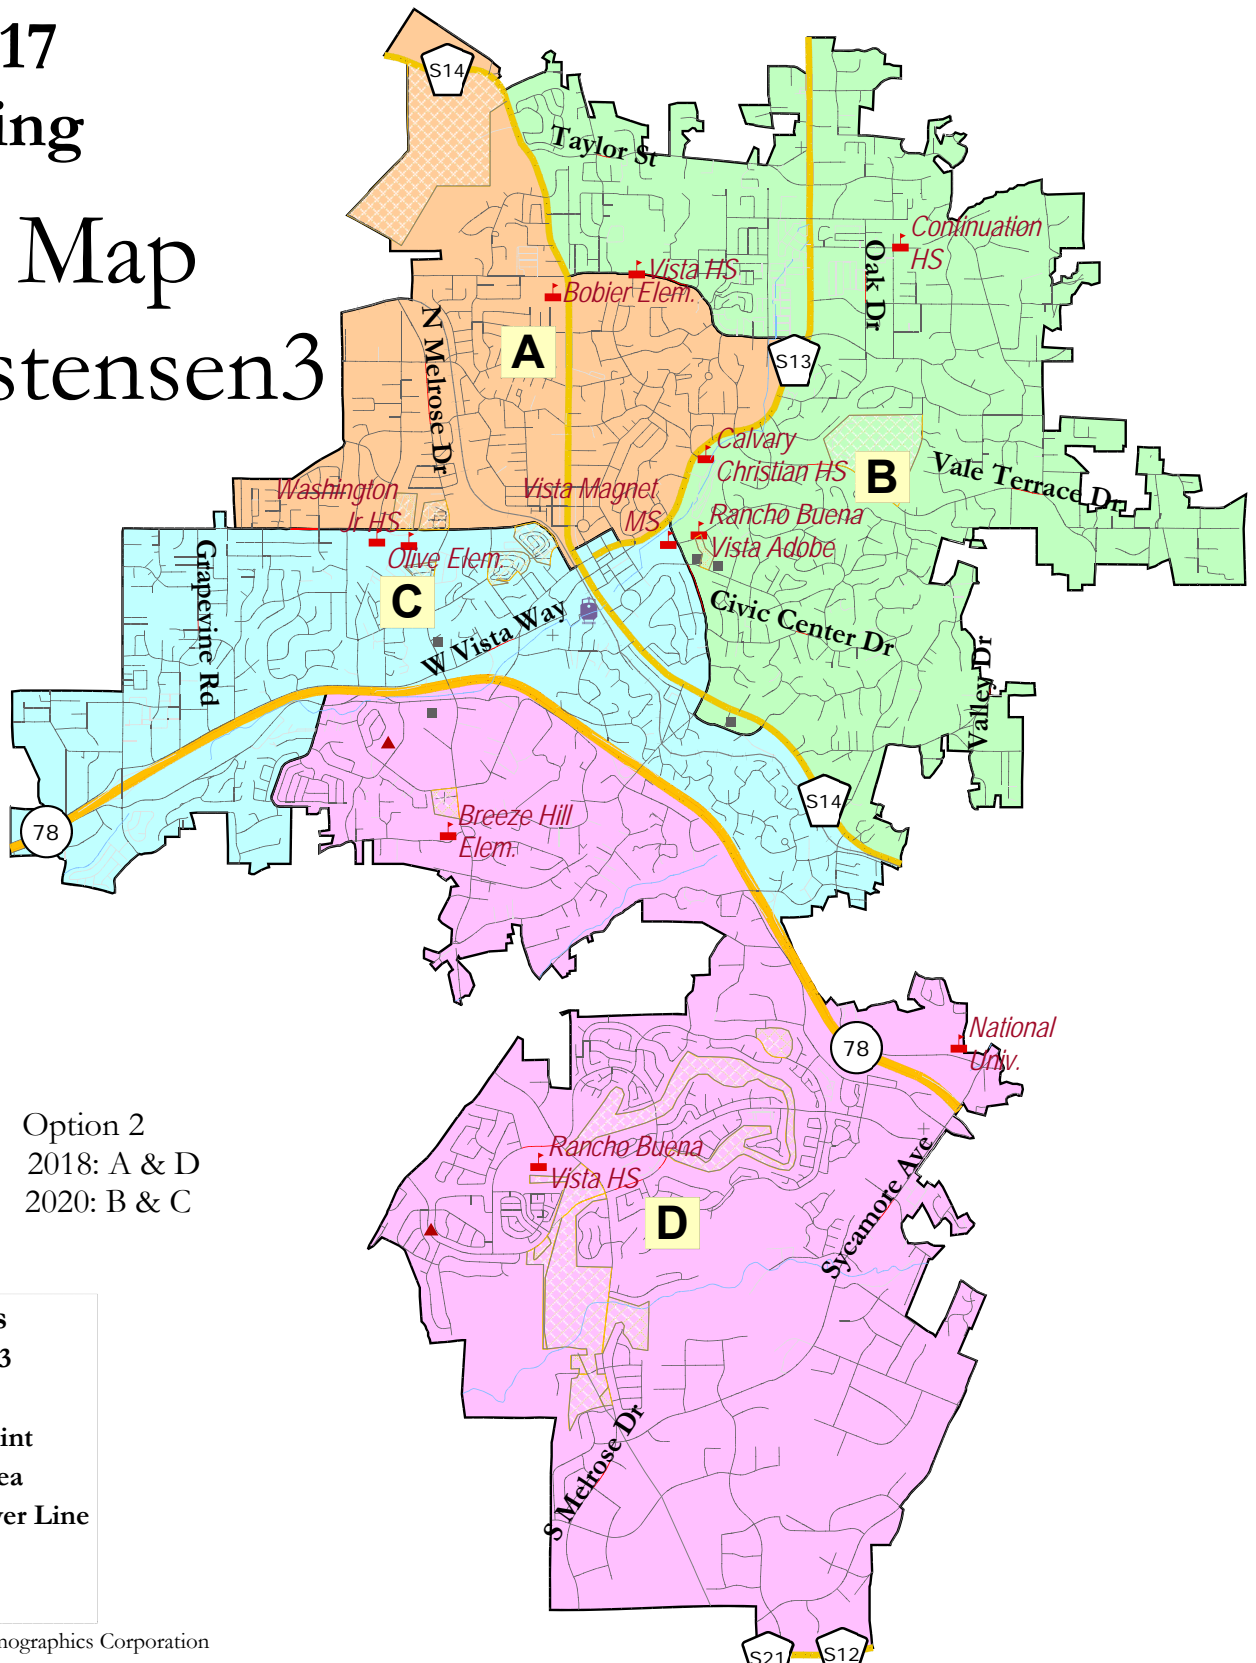 17
ing
Map
stensen3
S14
Taylor St
Continuation
HS
Oak Dr
Vista HS
Bobier Elem.
N Melrose Dr
A
S13
Calvary
Christian HS
B
Vale Terrace Dr
Washington
Jr HS
Vista Magnet
MS
Rancho Buena
Vista Adobe
Olive Elem.
Grapevine Rd
C
W Vista Way
Civic Center Dr
Valley Dr
S14
78
Breeze Hill
Elem.
National
Univ.
78
Option 2
2018: A & D
2020: B & C
Rancho Buena
Vista HS
D
Sycamore Ave
S Melrose Dr
s
3
int
ea
ver Line
nographics Corporation
S21
S12